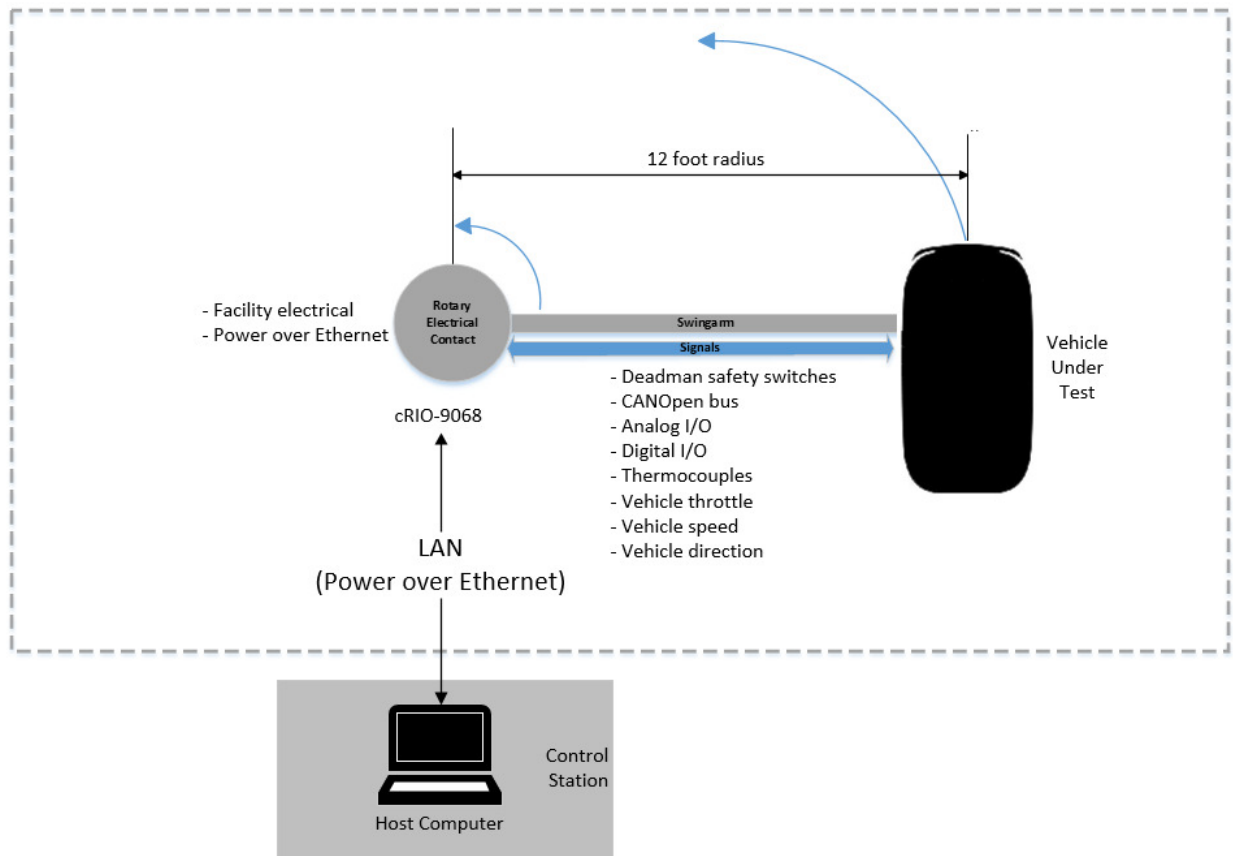 12 foot radius
- Facility electrical
- Power over Ethernet
Rotary
Electrical
Contact
Swingarm
Signals
Vehicle
Under
Test
- Deadman safety switches
- CANOpen bus
- Analog I/O
- Digital I/O
- Thermocouples
- Vehicle throttle
- Vehicle speed
- Vehicle direction
cRIO-9068
LAN
(Power over Ethernet)
Control
Station
Host Computer